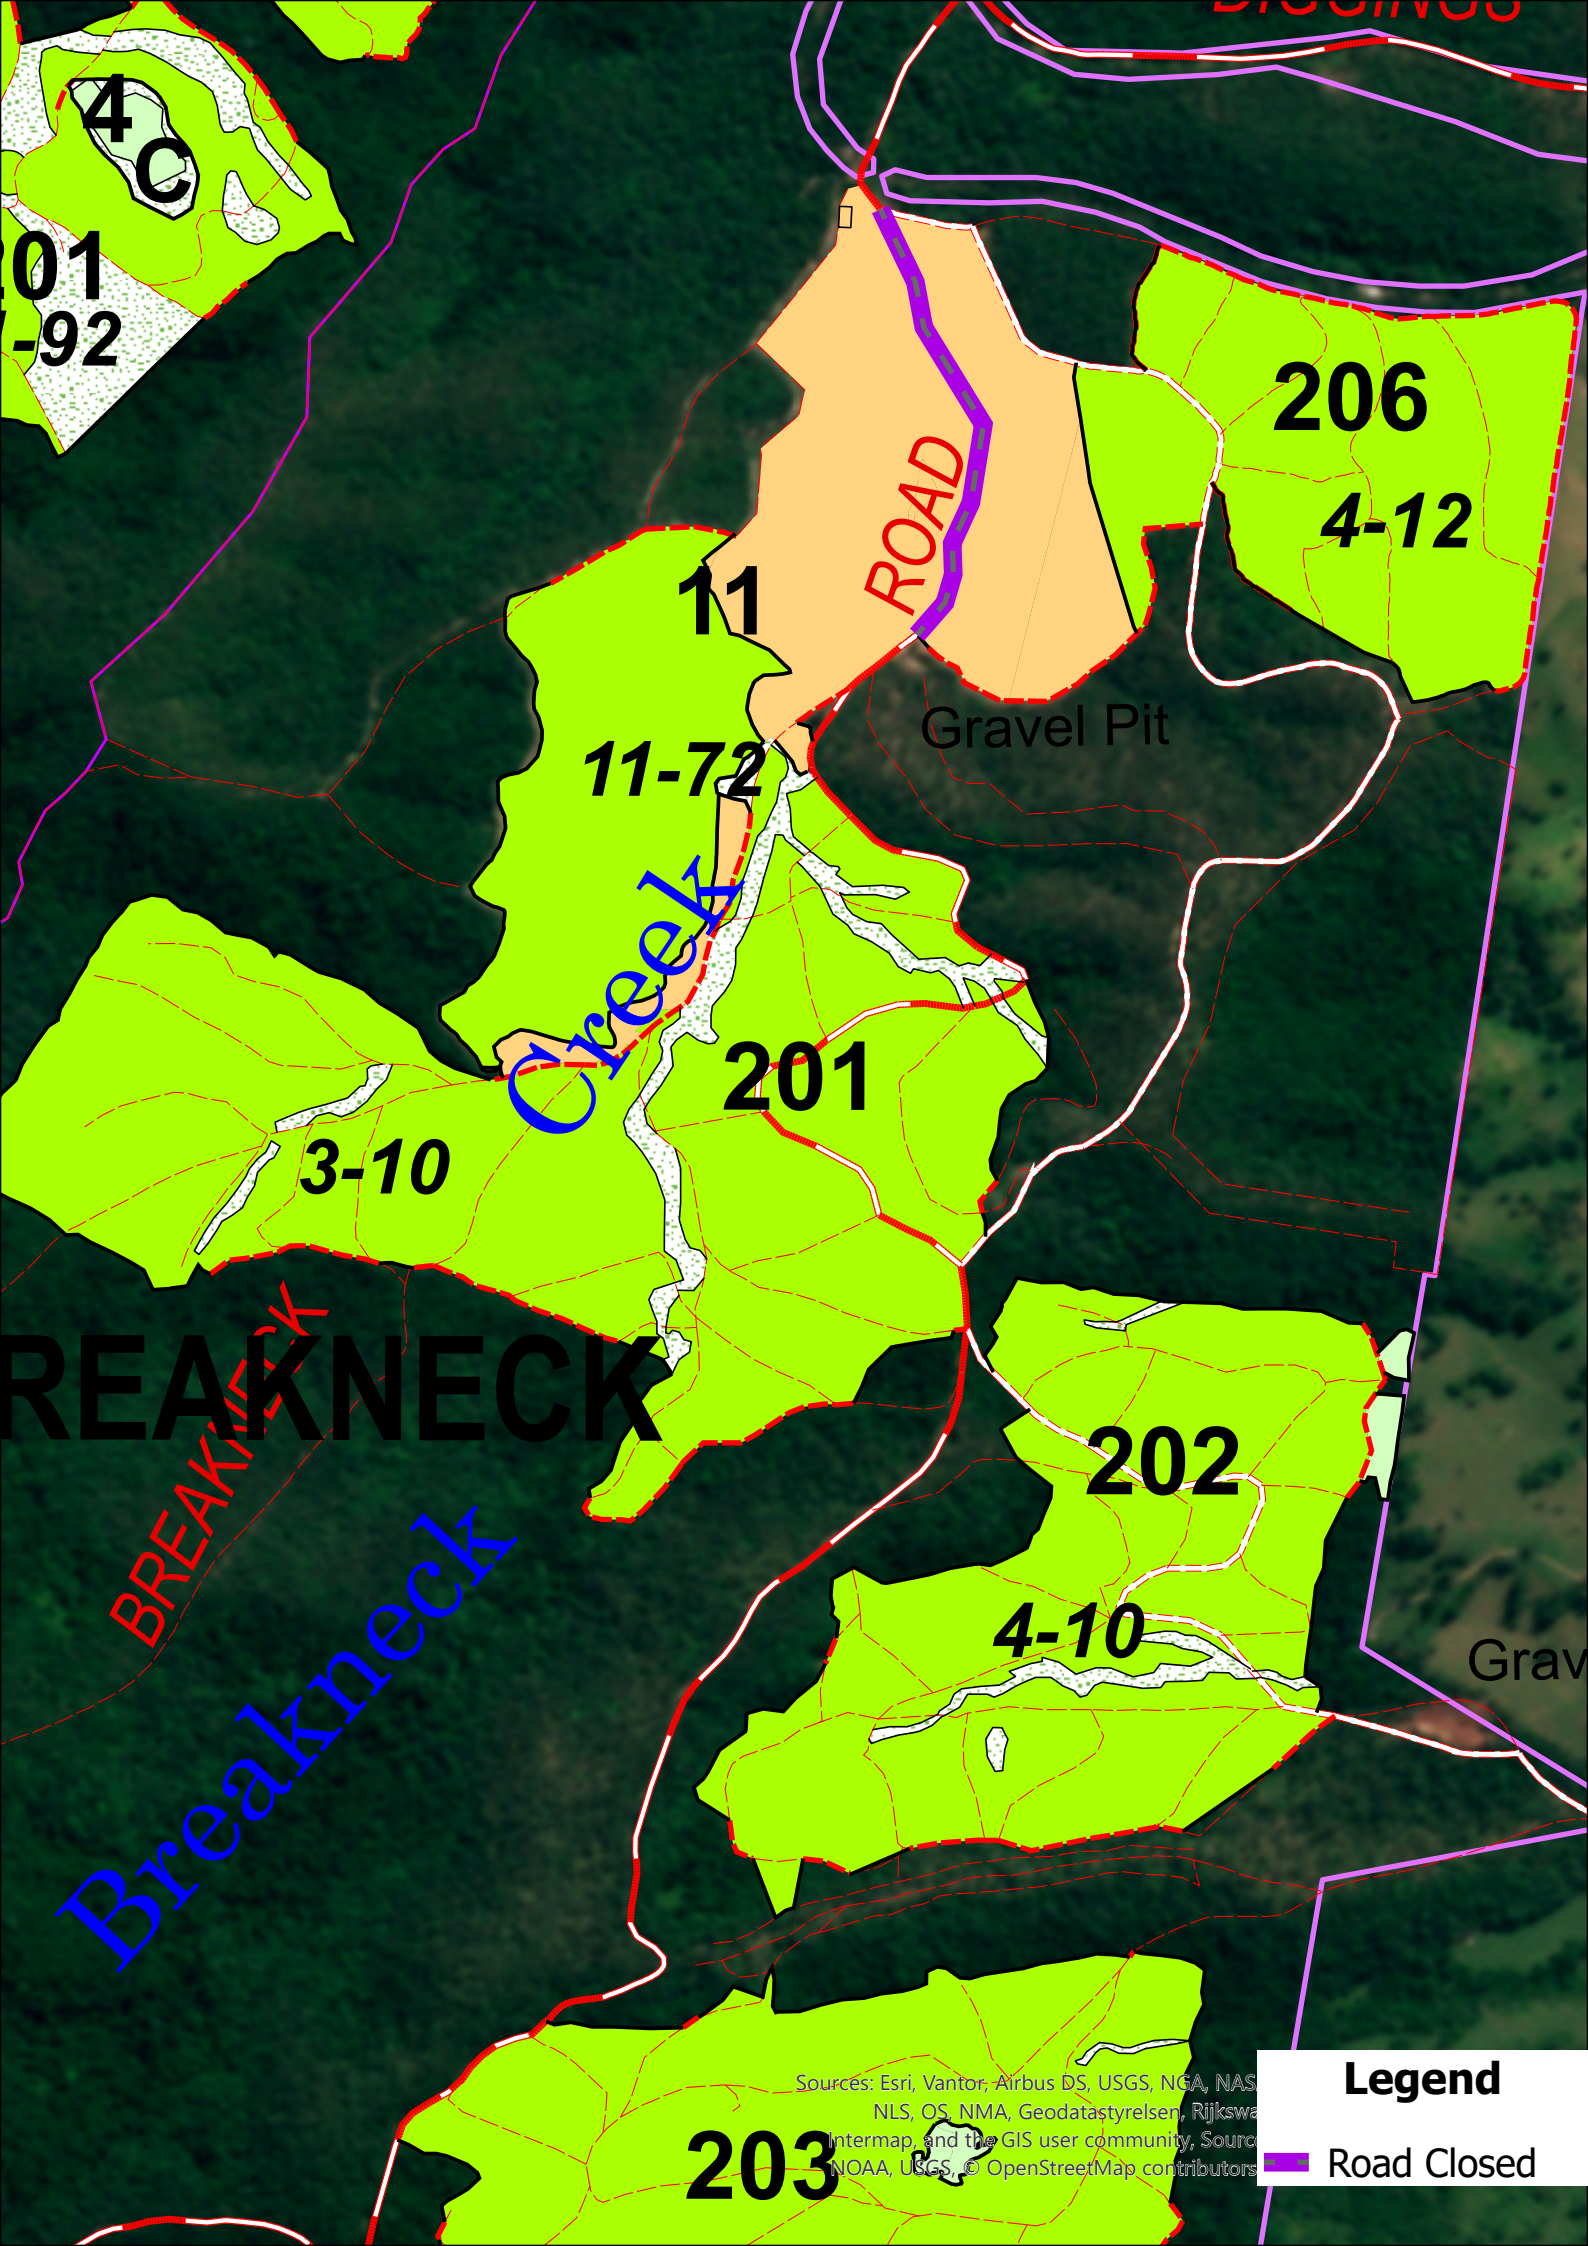 DIGGINGS
4
C
201
-92
206
4-12
ROAD
11
Gravel Pit
11-72
Creek
201
3-10
BREAKNECK
REAKNECK
202
4-10
Grav
Breakneck
Sources: Esri, Vantor, Airbus DS, USGS, NGA, NAS
NLS, OS, NMA, Geodatastyrelsen, Rijkswa
Intermap, and the GIS user community, Source
NOAA, USGS, © OpenStreetMap contributors
203
Legend
Road Closed